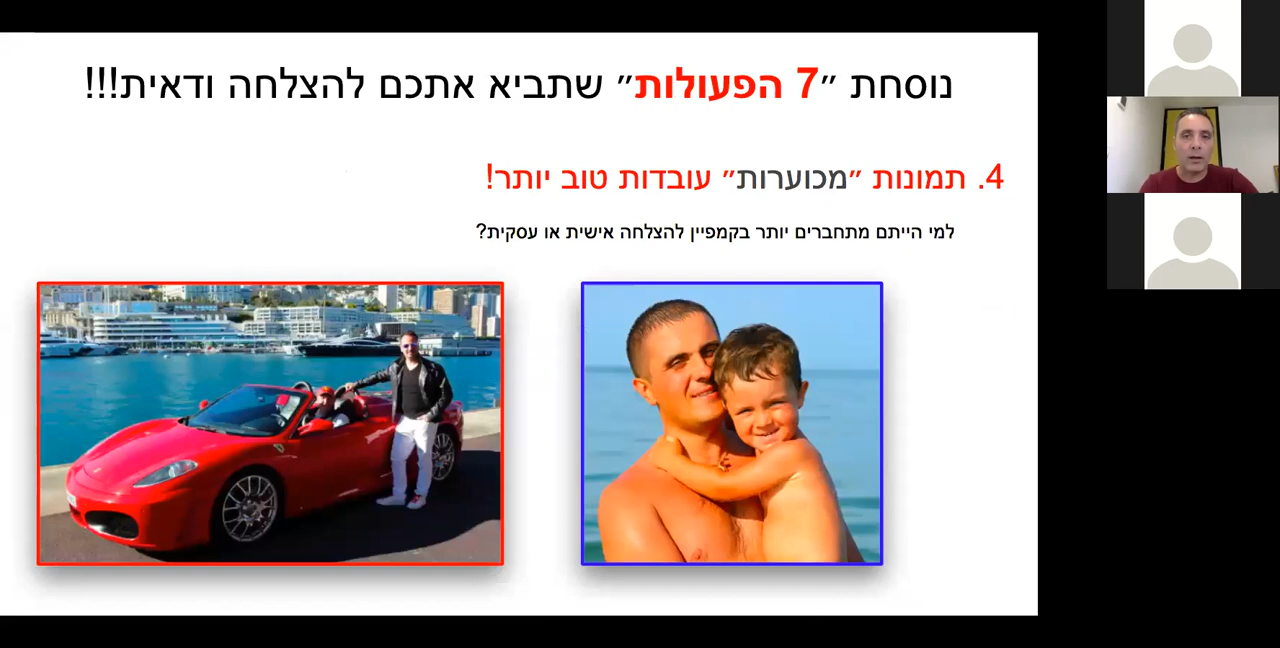 נוסחת ״7 הפעולות״ שתביא אתכם להצלחה ודאית!!!
4. תמונות ״מכוערות״ עובדות טוב יותר!
למי הייתם מתחברים יותר בקמפיין להצלחה אישית או עסקית?